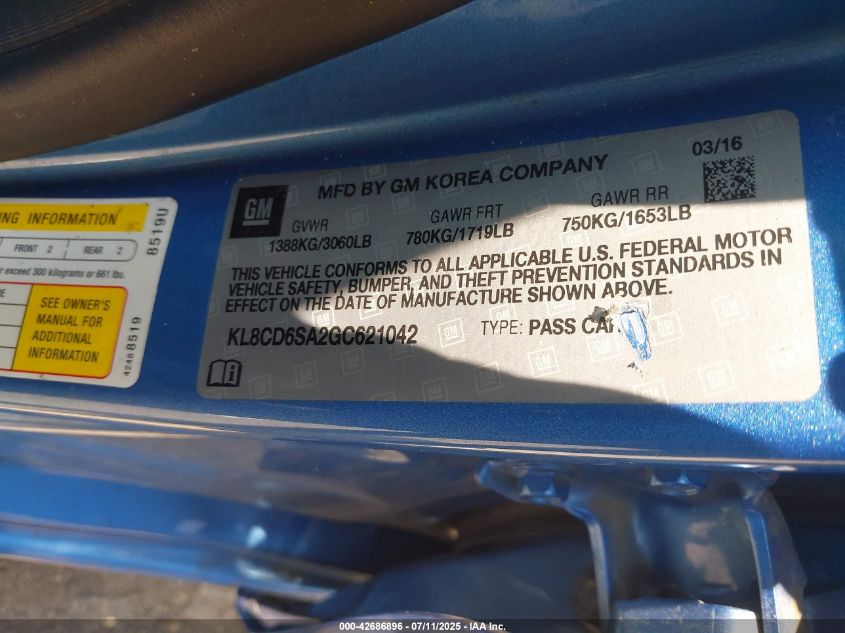 MFD BY GM KOREA COMPANY
03/16
GM
GVWR
1388KG/3060LB
GAWR FRT
780KG/1719LB
GAWR RR
750KG/1653LB
THIS VEHICLE CONFORMS TO ALL APPLICABLE U.S. FEDERAL MOTOR
VEHICLE SAFETY, BUMPER, AND THEFT PREVENTION STANDARDS IN
EFFECT ON THE DATE OF MANUFACTURE SHOWN ABOVE.
KL8CD6SA2GC621042
TYPE: PASS
INFORMATION
FRONT 2
REAR 2
exceed 300 kilograms or 661 lbs.
SEE OWNER'S
MANUAL FOR
ADDITIONAL
INFORMATION
8519U
4248 8519
000-42686896 - 07/11/2025 - IAA Inc.